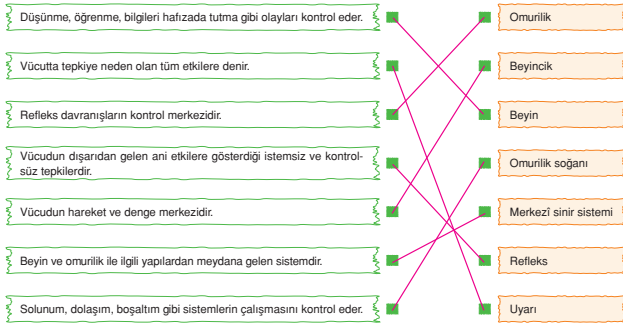 Düşünme, öğrenme, bilgileri hafızada tutma gibi olayları kontrol eder.
Omurilik
Vücutta tepkiye neden olan tüm etkilere denir.
Beyincik
Refleks davranışların kontrol merkezidir.
Beyin
Vücudun dışarıdan gelen ani etkilere gösterdiği istemsiz ve kontrol-
süz tepkilerdir.
Omurilik soğanı
Vücudun hareket ve denge merkezidir.
Merkezî sinir sistemi
Beyin ve omurilik ile ilgili yapılardan meydana gelen sistemdir.
Refleks
Solunum, dolaşım, boşaltım gibi sistemlerin çalışmasını kontrol eder.
Uyarı